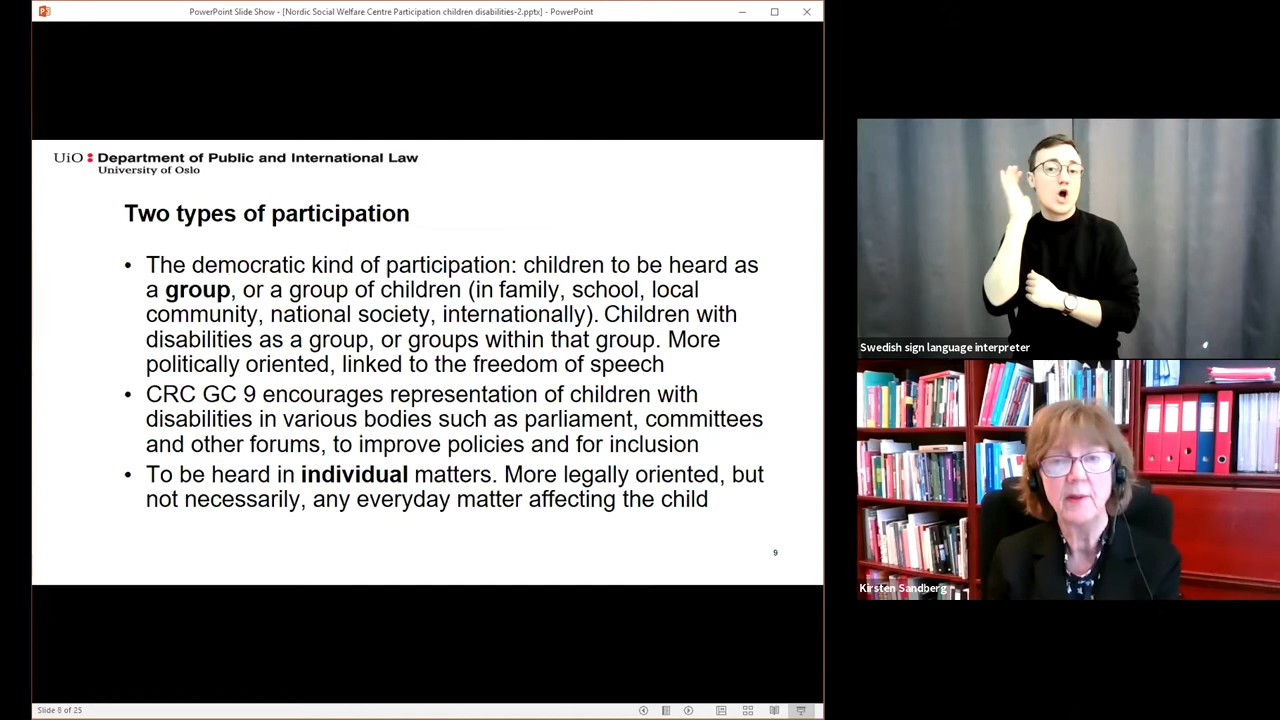 PowerPoint Slide Show - [Nordic Social Welfare Centre Participation children disabilities-2.pptx] - PowerPoint
UiO Department of Public and International Law
University of Oslo
Two types of participation
• The democratic kind of participation: children to be heard as
a group, or a group of children (in family, school, local
community, national society, internationally). Children with
disabilities as a group, or groups within that group. More
politically oriented, linked to the freedom of speech
• CRC GC 9 encourages representation of children with
disabilities in various bodies such as parliament, committees
and other forums, to improve policies and for inclusion
• To be heard in individual matters. More legally oriented, but
not necessarily, any everyday matter affecting the child
9
Slide 8 of 25
Swedish sign language interpreter
Kirsten Sandberg